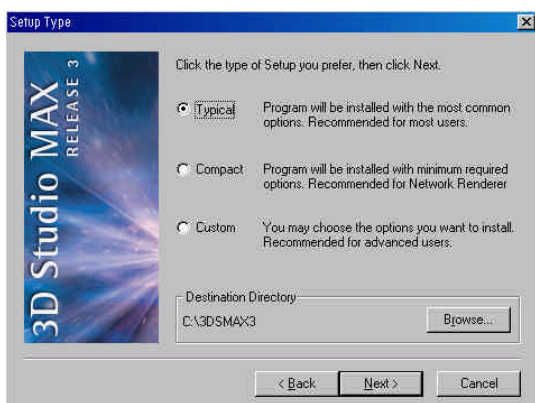 Setup Type
3D Studio MAX
RELEASE 3
Click the type of Setup you prefer, then click Next.
Typical
Program will be installed with the most common
options. Recommended for most users.
Compact
Program will be installed with minimum required
options. Recommended for Network Renderer
Custom
You may choose the options you want to install.
Recommended for advanced users.
Destination Directory
C:\3DSMAX3
Browse...
< Back
Next >
Cancel